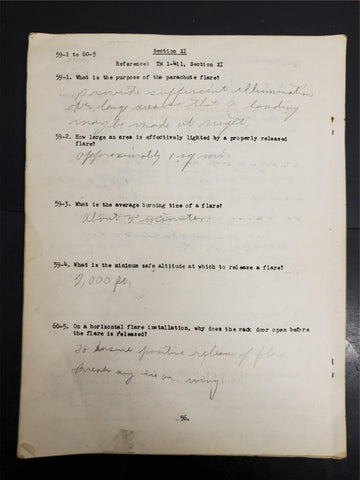 59-1 to 60-5
Section XI
Reference: TM 1-411, Section XI
59-1. What is the purpose of the parachute flare?
provide sufficient illumination
over large area so that a landing
may be made at night
59-2. How large an area is effectively lighted by a properly released
flare?
approximately 1 sq mi.
59-3. What is the average burning time of a flare?
About 3 minutes
59-4. What is the minimum safe altitude at which to release a flare?
2,000 ft.
60-5. On a horizontal flare installation, why does the rack door open before
the flare is released?
To insure positive release of flare
Breaks any ice on wing
56.